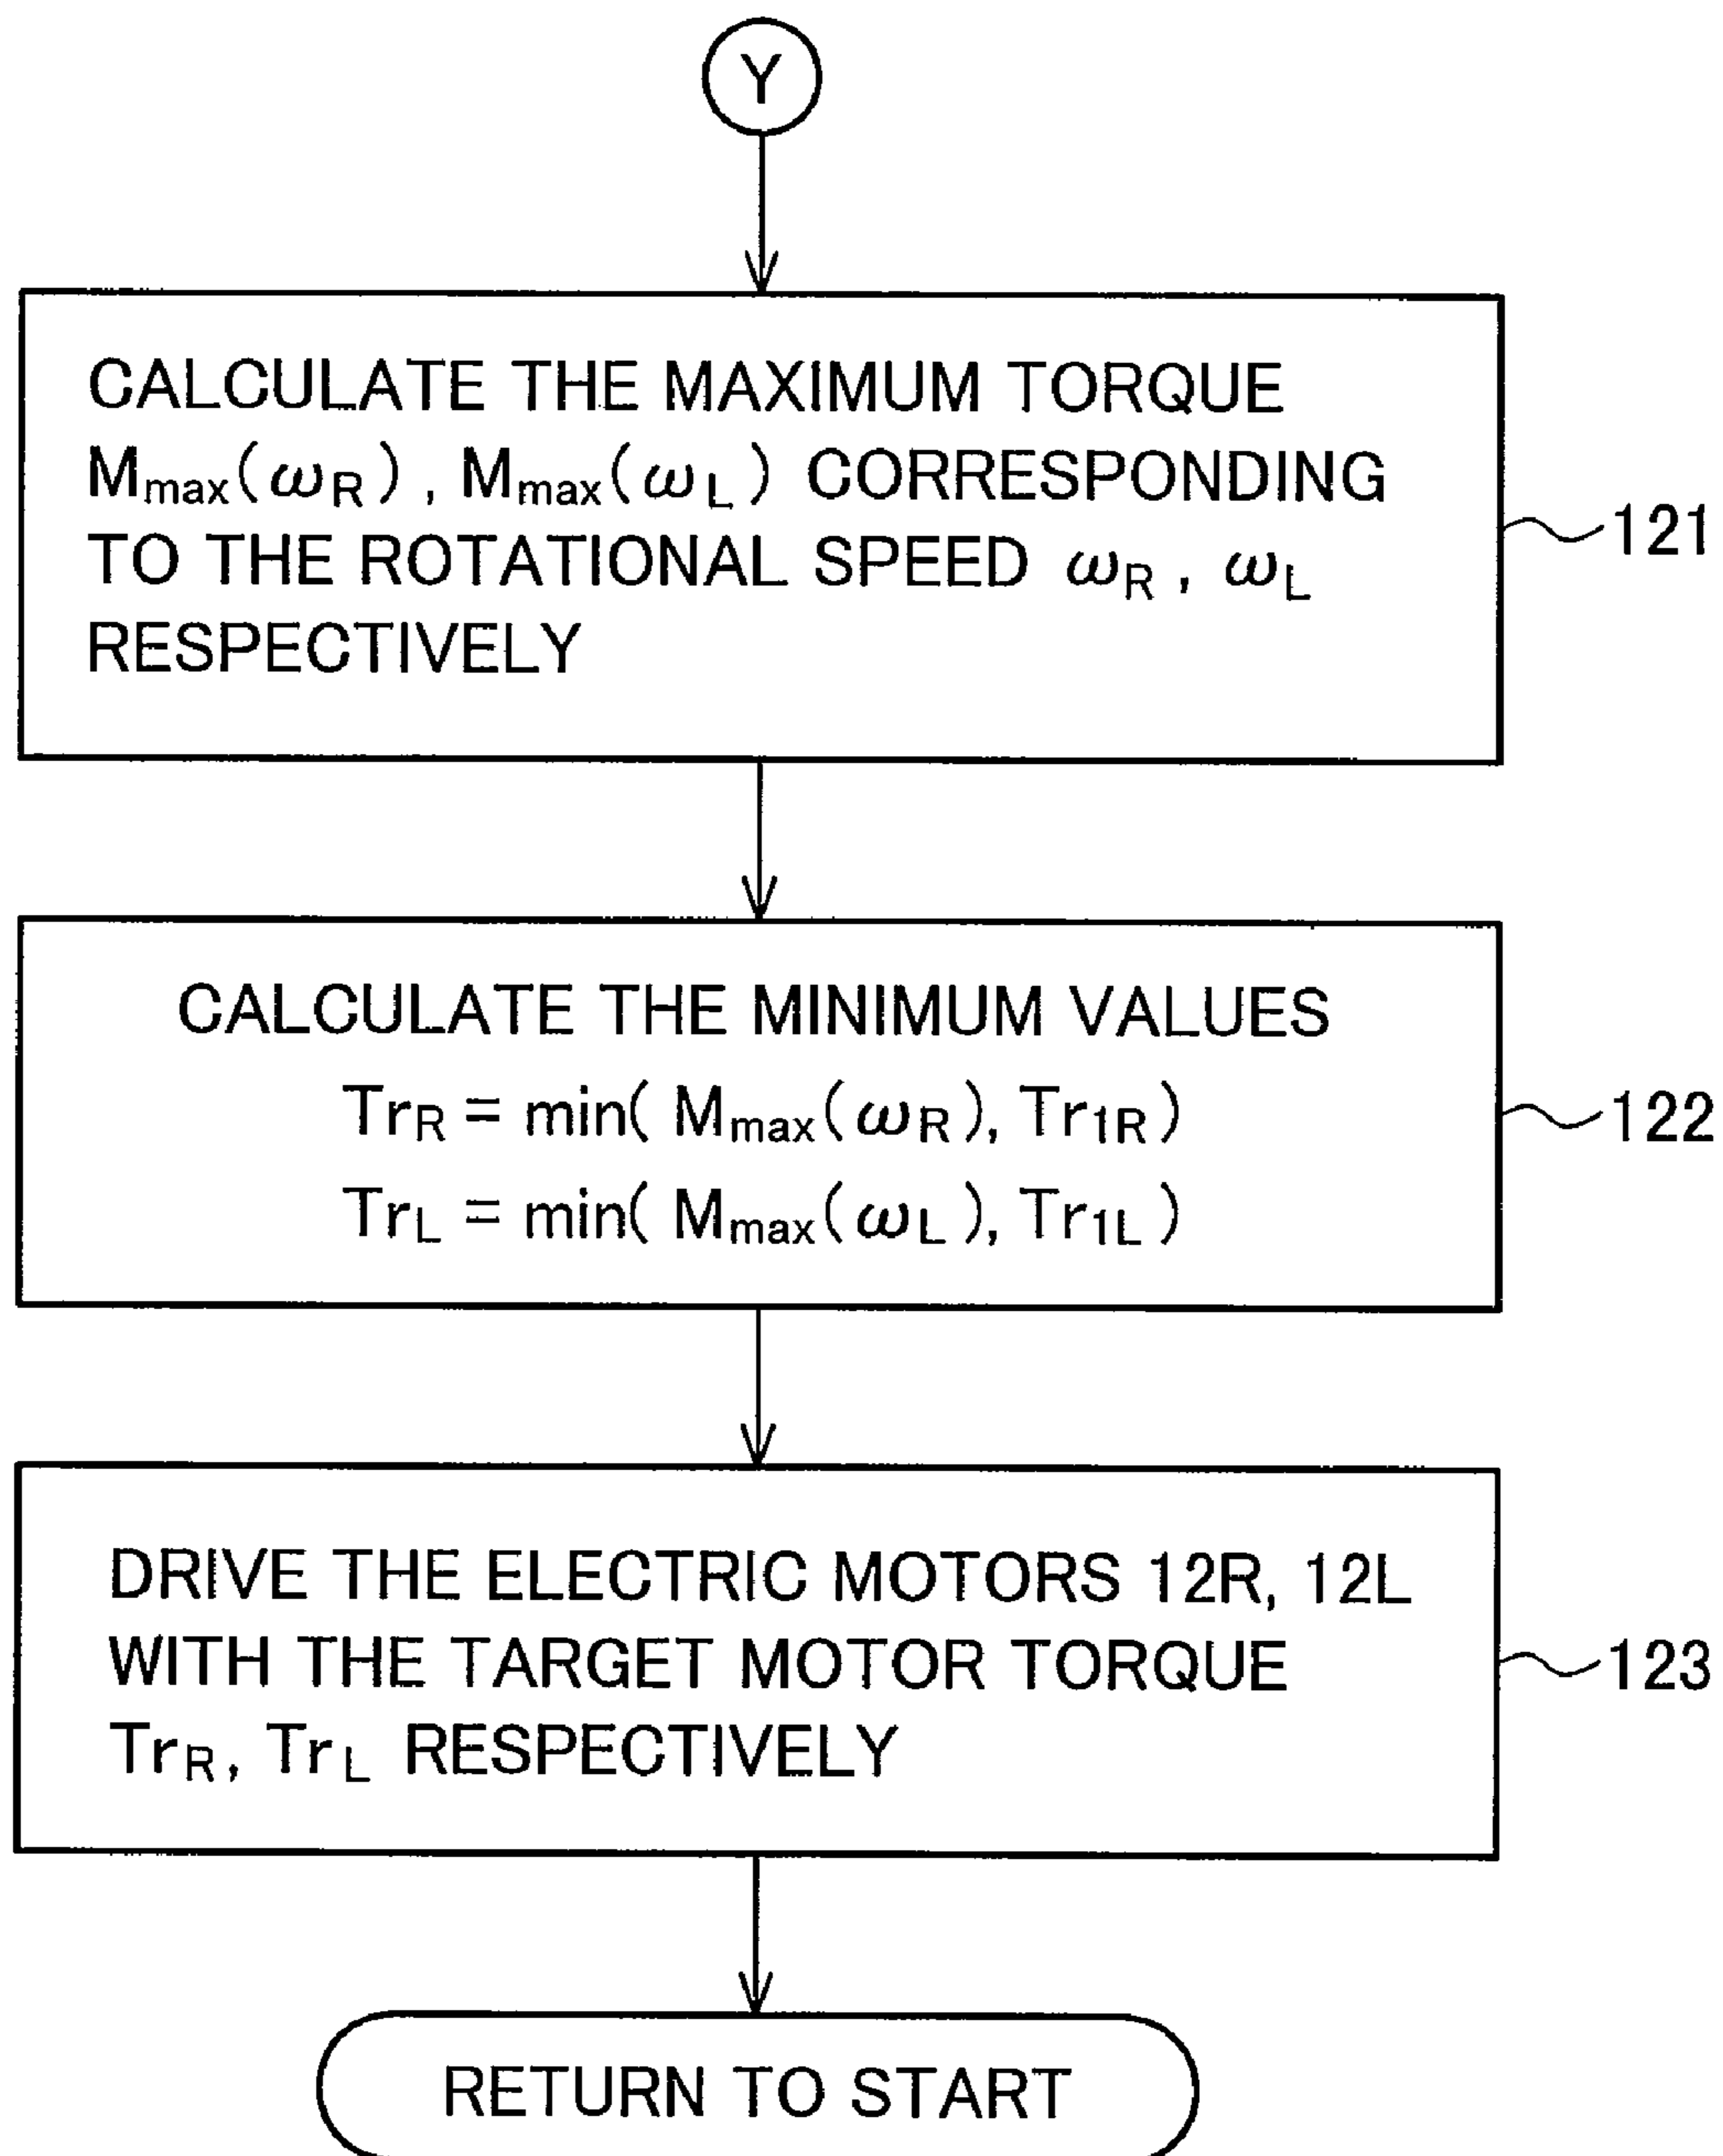 Y
CALCULATE THE MAXIMUM TORQUE
Mmax(ωR), Mmax(ωL) CORRESPONDING
TO THE ROTATIONAL SPEED ωR, ωL
RESPECTIVELY
121
CALCULATE THE MINIMUM VALUES
TrR = min( Mmax(ωR), Tr1R)
TrL = min( Mmax(ωL), Tr1L)
122
DRIVE THE ELECTRIC MOTORS 12R, 12L
WITH THE TARGET MOTOR TORQUE
TrR, TrL RESPECTIVELY
123
RETURN TO START